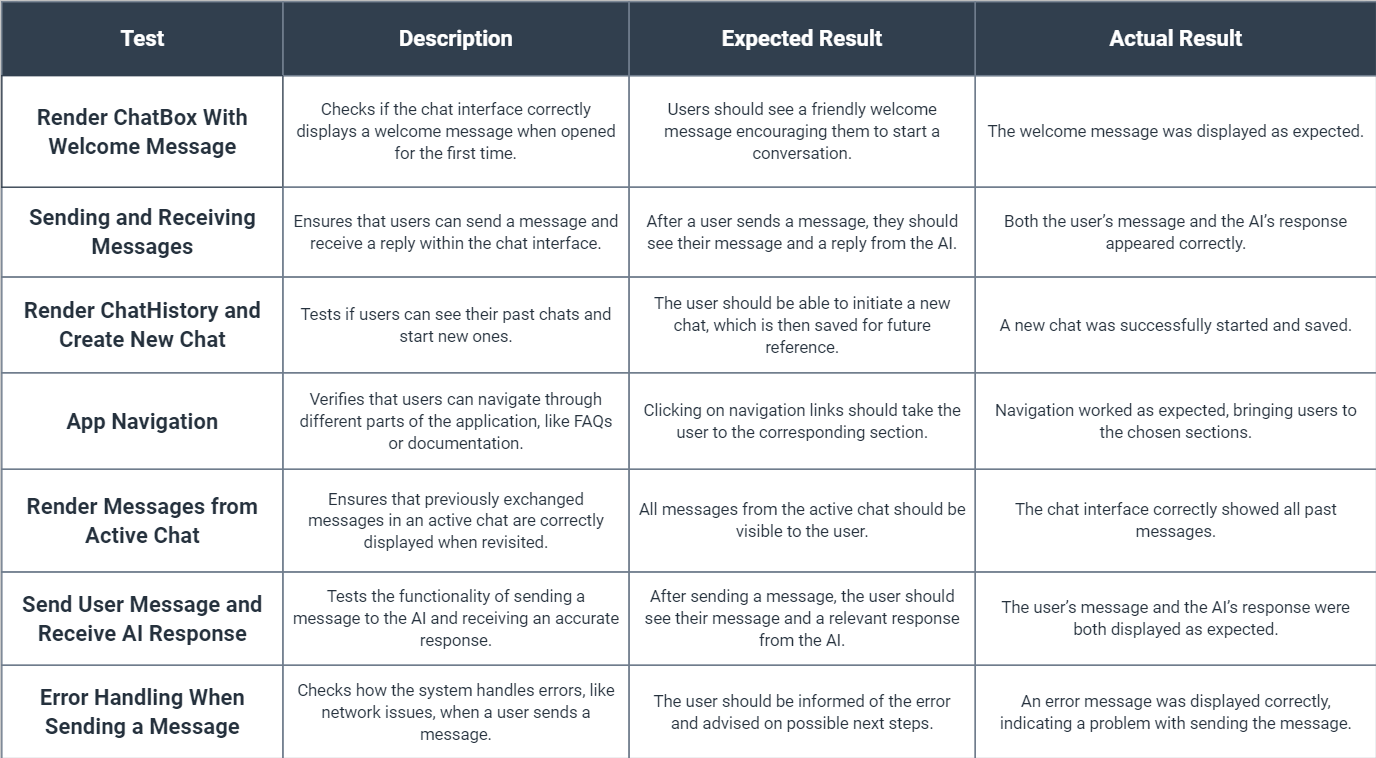 Test
Description
Expected Result
Actual Result
Render ChatBox With
Welcome Message
Checks if the chat interface correctly
displays a welcome message when opened
for the first time.
Users should see a friendly welcome
message encouraging them to start a
conversation.
The welcome message was displayed as expected.
Sending and Receiving
Messages
Ensures that users can send a message and
receive a reply within the chat interface.
After a user sends a message, they should
see their message and a reply from the AI.
Both the user’s message and the AI’s response
appeared correctly.
Render ChatHistory and
Create New Chat
Tests if users can see their past chats and
start new ones.
The user should be able to initiate a new
chat, which is then saved for future
reference.
A new chat was successfully started and saved.
App Navigation
Verifies that users can navigate through
different parts of the application, like FAQs
or documentation.
Clicking on navigation links should take the
user to the corresponding section.
Navigation worked as expected, bringing users to
the chosen sections.
Render Messages from
Active Chat
Ensures that previously exchanged
messages in an active chat are correctly
displayed when revisited.
All messages from the active chat should be
visible to the user.
The chat interface correctly showed all past
messages.
Send User Message and
Receive AI Response
Tests the functionality of sending a
message to the AI and receiving an accurate
response.
After sending a message, the user should
see their message and a relevant response
from the AI.
The user’s message and the AI’s response were
both displayed as expected.
Error Handling When
Sending a Message
Checks how the system handles errors, like
network issues, when a user sends a
message.
The user should be informed of the error
and advised on possible next steps.
An error message was displayed correctly,
indicating a problem with sending the message.